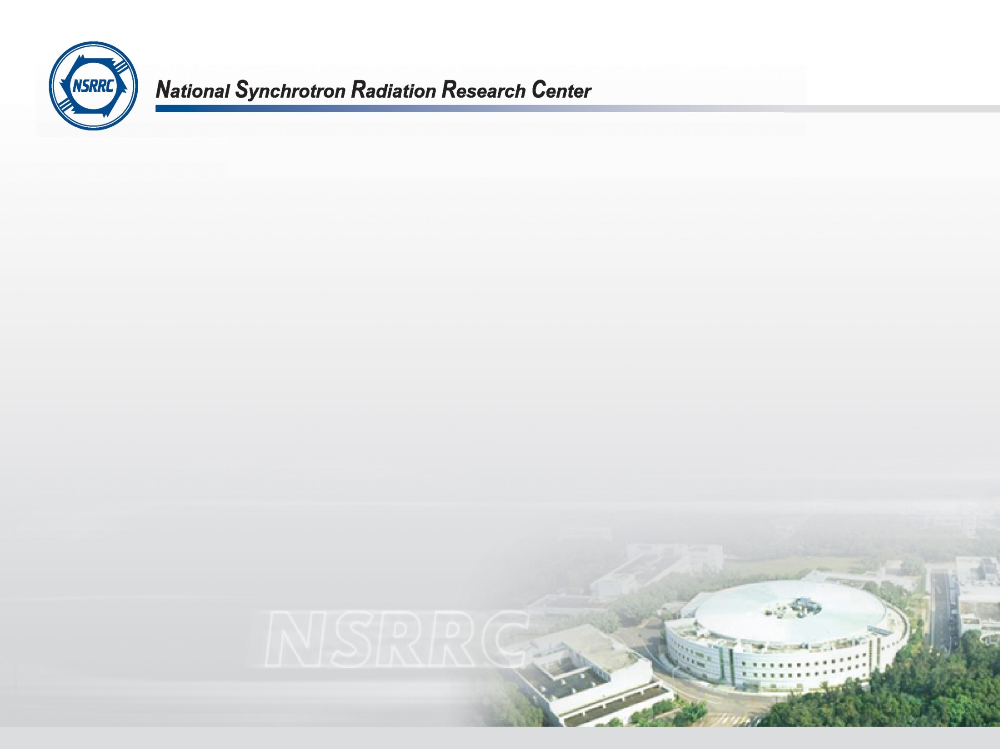 NSRRC
National Synchrotron Radiation Research Center
NSRRC